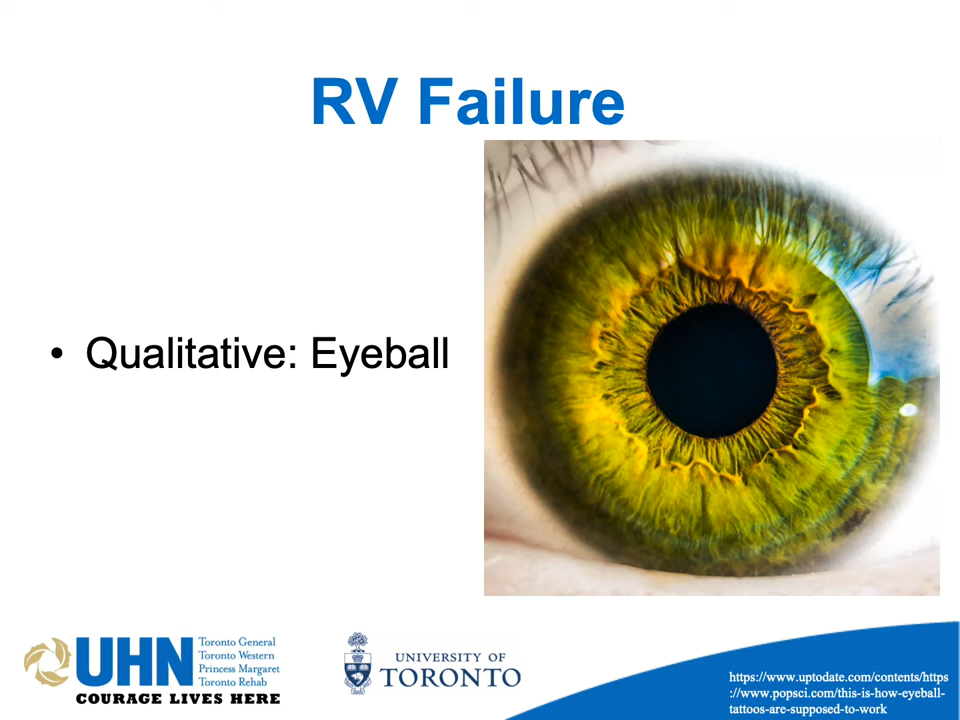 RV Failure
• Qualitative: Eyeball
UHN
Toronto General
Toronto Western
Princess Margaret
Toronto Rehab
COURAGE LIVES HERE
UNIVERSITY OF
TORONTO
https://www.uptodate.com/contents/https
://www.popsci.com/this-is-how-eyeball-
tattoos-are-supposed-to-work